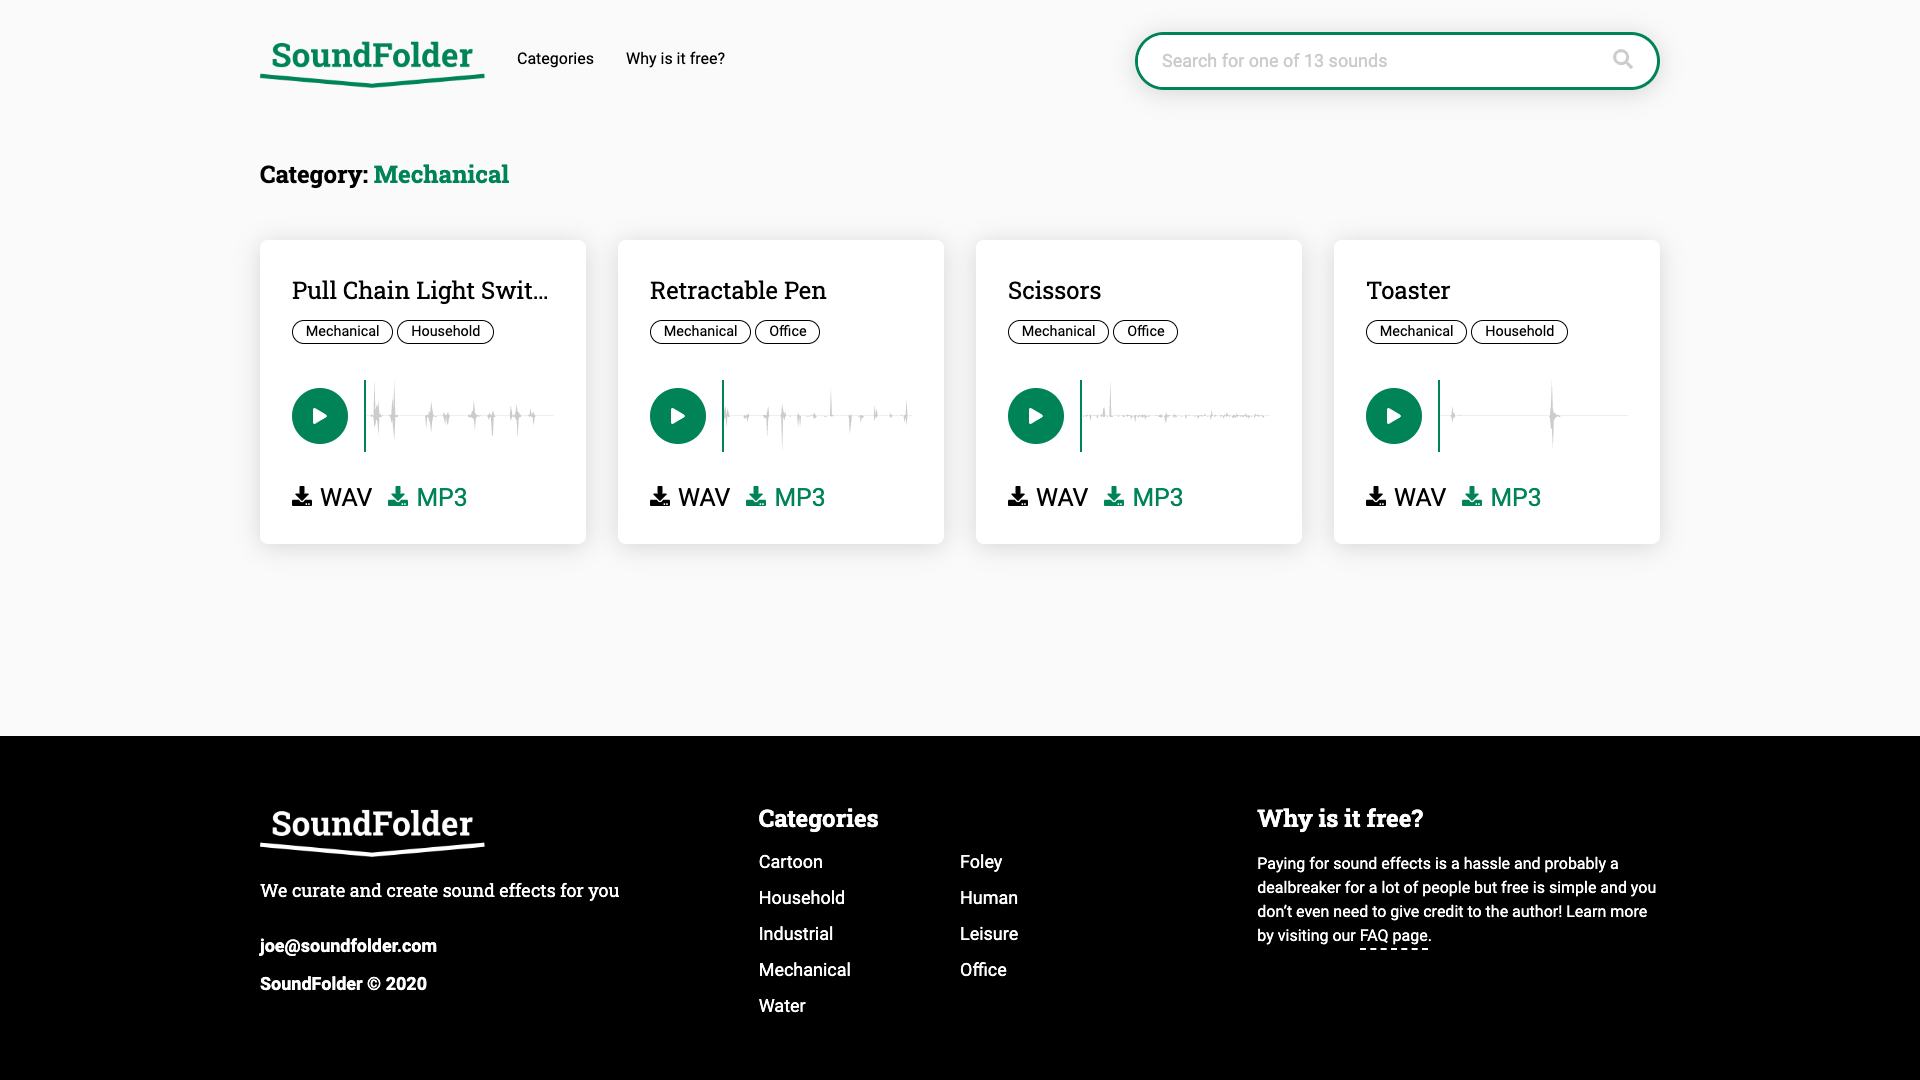 SoundFolder
Categories
Why is it free?
Search for one of 13 sounds
Category: Mechanical
Pull Chain Light Swit...
Mechanical
Household
WAV
MP3
Retractable Pen
Mechanical
Office
WAV
MP3
Scissors
Mechanical
Office
WAV
MP3
Toaster
Mechanical
Household
WAV
MP3
SoundFolder
We curate and create sound effects for you
joe@soundfolder.com
SoundFolder © 2020
Categories
Cartoon
Foley
Household
Human
Industrial
Leisure
Mechanical
Office
Water
Why is it free?
Paying for sound effects is a hassle and probably a
dealbreaker for a lot of people but free is simple and you
don’t even need to give credit to the author! Learn more
by visiting our FAQ page.